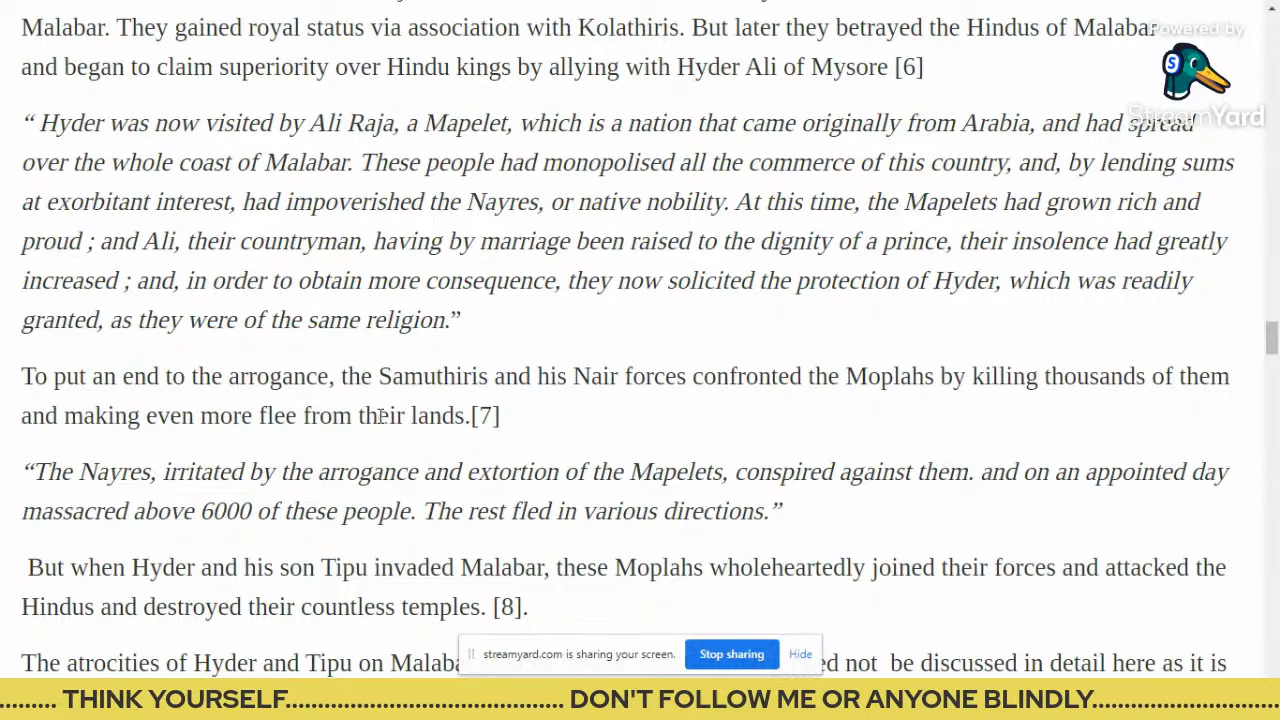 Malabar. They gained royal status via association with Kolathiris. But later they betrayed the Hindus of Malabar
and began to claim superiority over Hindu kings by allying with Hyder Ali of Mysore [6]
Powered by
S
StreamYard
“ Hyder was now visited by Ali Raja, a Mapelet, which is a nation that came originally from Arabia, and had spread
over the whole coast of Malabar. These people had monopolised all the commerce of this country, and, by lending sums
at exorbitant interest, had impoverished the Nayres, or native nobility. At this time, the Mapelets had grown rich and
proud ; and Ali, their countryman, having by marriage been raised to the dignity of a prince, their insolence had greatly
increased ; and, in order to obtain more consequence, they now solicited the protection of Hyder, which was readily
granted, as they were of the same religion.”
To put an end to the arrogance, the Samuthiris and his Nair forces confronted the Moplahs by killing thousands of them
and making even more flee from their lands.[7]
“The Nayres, irritated by the arrogance and extortion of the Mapelets, conspired against them. and on an appointed day
massacred above 6000 of these people. The rest fled in various directions.”
But when Hyder and his son Tipu invaded Malabar, these Moplahs wholeheartedly joined their forces and attacked the
Hindus and destroyed their countless temples. [8].
The atrocities of Hyder and Tipu on Malaba ed not be discussed in detail here as it is
streamyard.com is sharing your screen. Stop sharing Hide
......... THINK YOURSELF........................................... DON'T FOLLOW ME OR ANYONE BLINDLY.............................